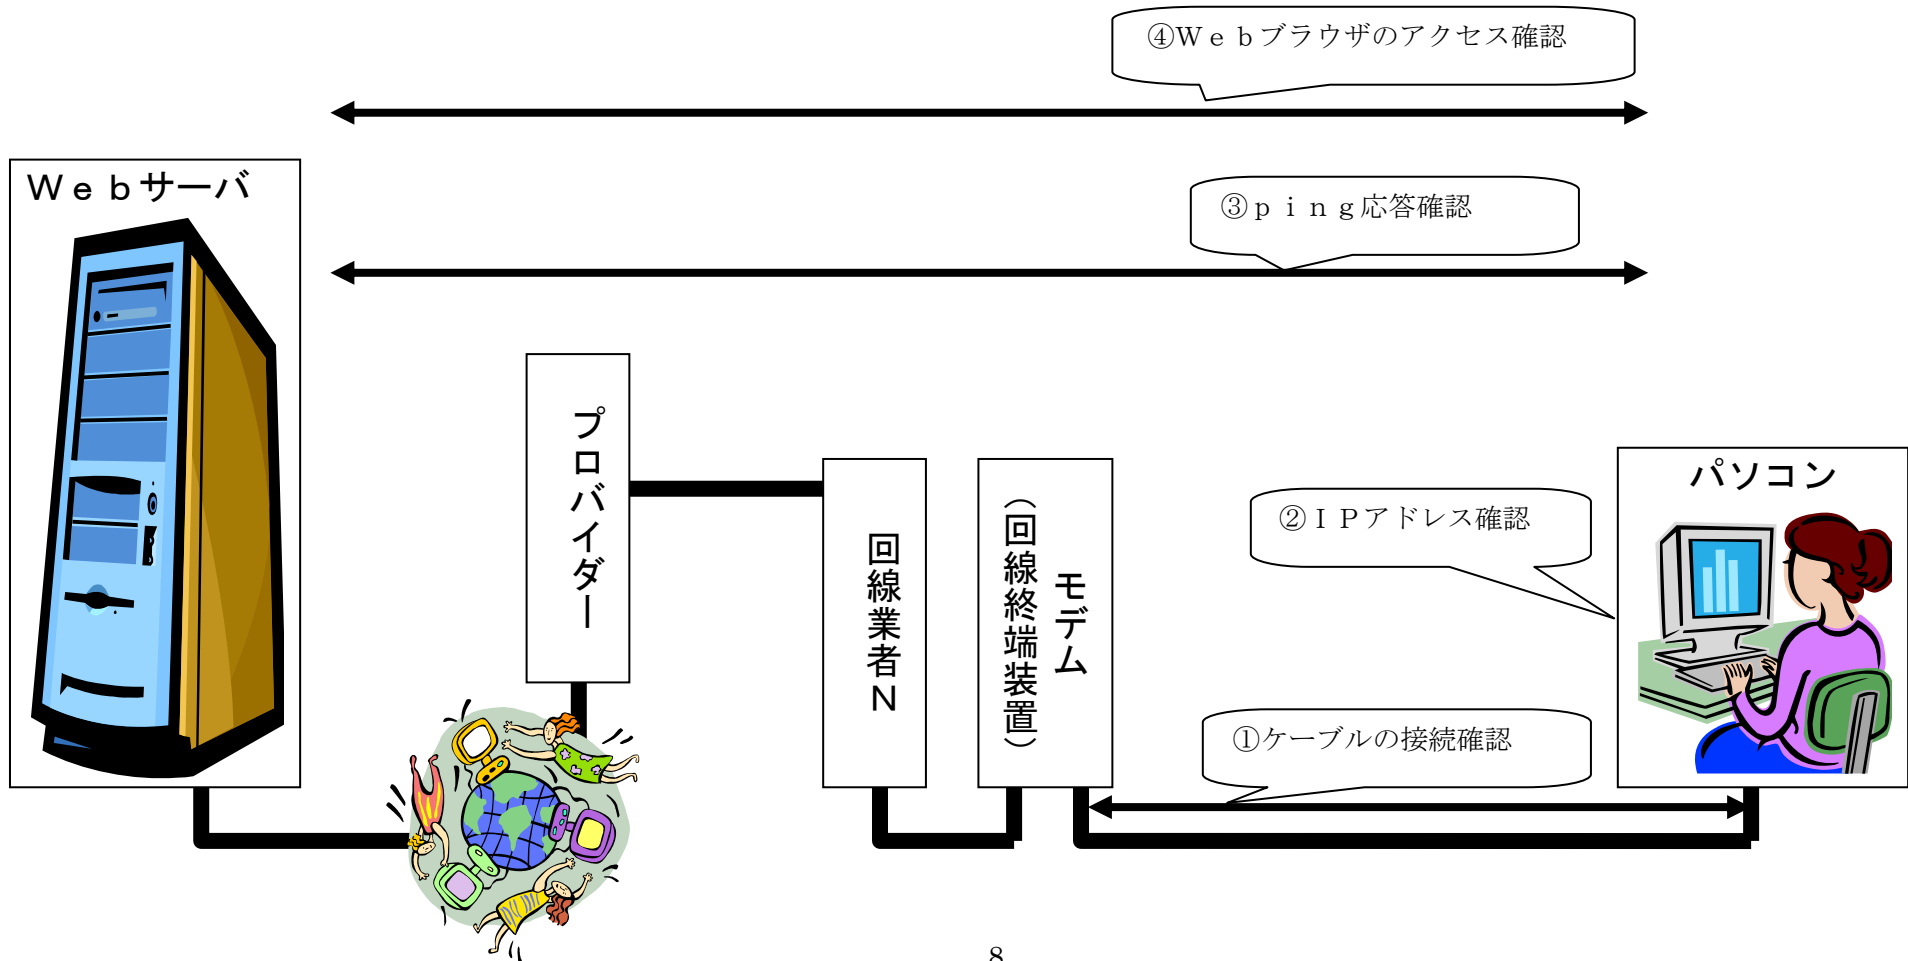 ④Ｗｅｂブラウザのアクセス確認
Ｗｅｂサーバ
③ｐｉｎｇ応答確認
プロバイダー
回線業者Ｎ
モデム
（回線終端装置）
パソコン
②ＩＰアドレス確認
①ケーブルの接続確認
8